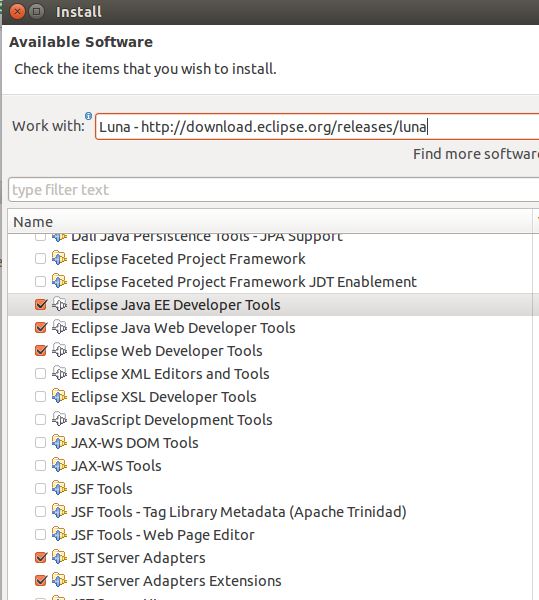 Install
Available Software
Check the items that you wish to install.
Work with: Luna - http://download.eclipse.org/releases/luna
Find more software
type filter text
Name
Dali Java Persistence Tools - JPA Support
Eclipse Faceted Project Framework
Eclipse Faceted Project Framework JDT Enablement
Eclipse Java EE Developer Tools
Eclipse Java Web Developer Tools
Eclipse Web Developer Tools
Eclipse XML Editors and Tools
Eclipse XSL Developer Tools
JavaScript Development Tools
JAX-WS DOM Tools
JAX-WS Tools
JSF Tools
JSF Tools - Tag Library Metadata (Apache Trinidad)
JSF Tools - Web Page Editor
JST Server Adapters
JST Server Adapters Extensions